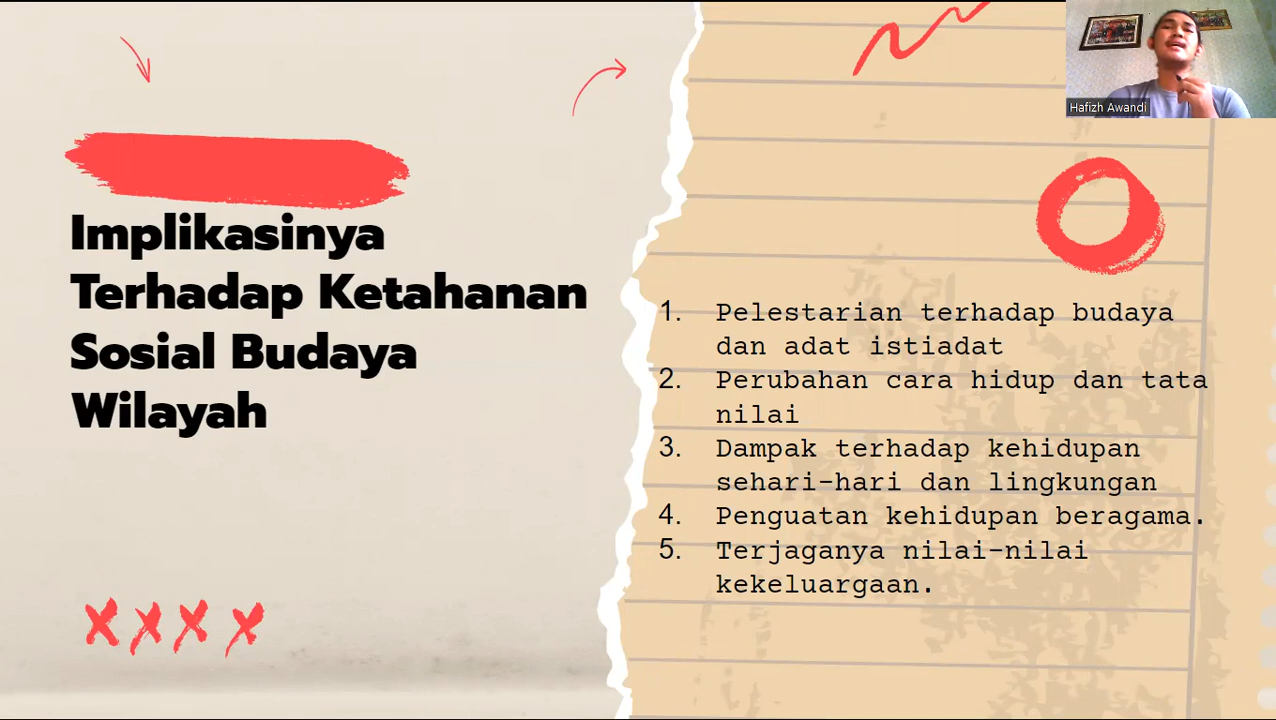 Hafizh Awandi
Implikasinya
Terhadap Ketahanan
Sosial Budaya
Wilayah
1. Pelestarian terhadap budaya
dan adat istiadat
2. Perubahan cara hidup dan tata
nilai
3. Dampak terhadap kehidupan
sehari-hari dan lingkungan
4. Penguatan kehidupan beragama.
5. Terjaganya nilai-nilai
kekeluargaan.